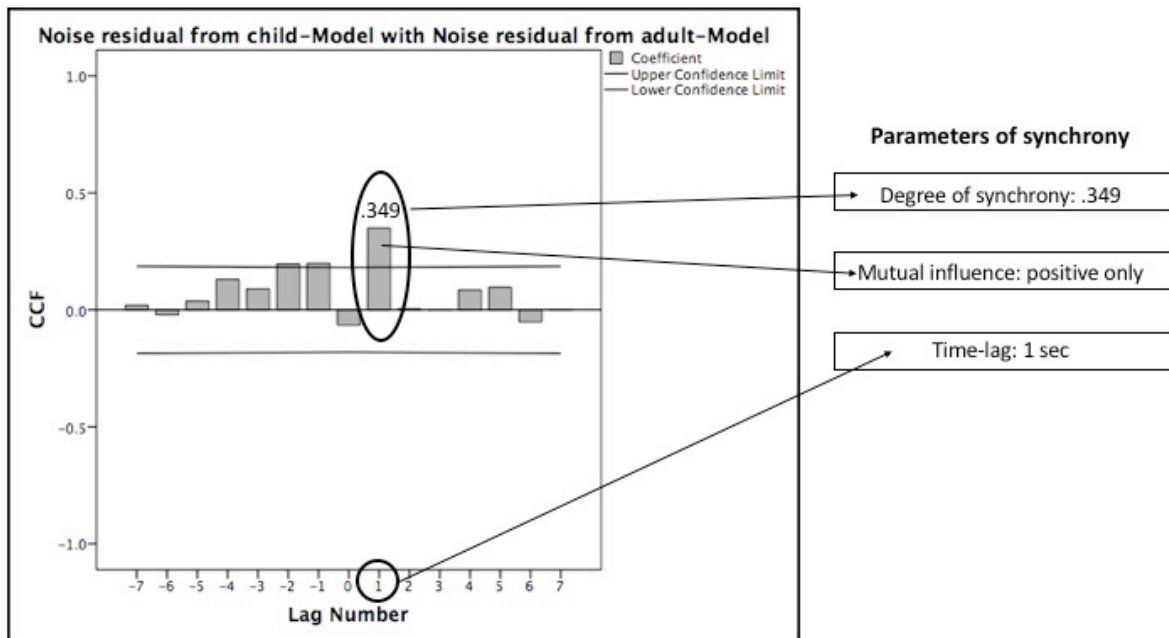 Noise residual from child-Model with Noise residual from adult-Model
Coefficient
Upper Confidence Limit
Lower Confidence Limit
1.0
0.5
0.0
-0.5
-1.0
CCF
.349
-7 -6 -5 -4 -3 -2 -1 0 1 2 3 4 5 6 7
Lag Number
Parameters of synchrony
Degree of synchrony: .349
Mutual influence: positive only
Time-lag: 1 sec